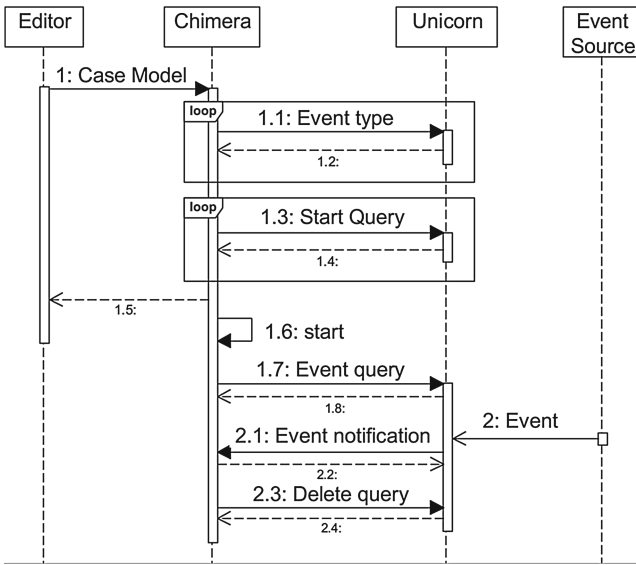 Editor
Chimera
Unicorn
Event
Source
1: Case Model
loop
1.1: Event type
1.2:
loop
1.3: Start Query
1.4:
1.5:
1.6: start
1.7: Event query
1.8:
2: Event
2.1: Event notification
2.2:
2.3: Delete query
2.4: